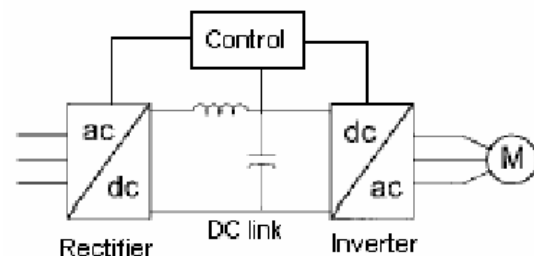 Control
ac
dc
dc
ac
M
DC link
Rectifier
Inverter